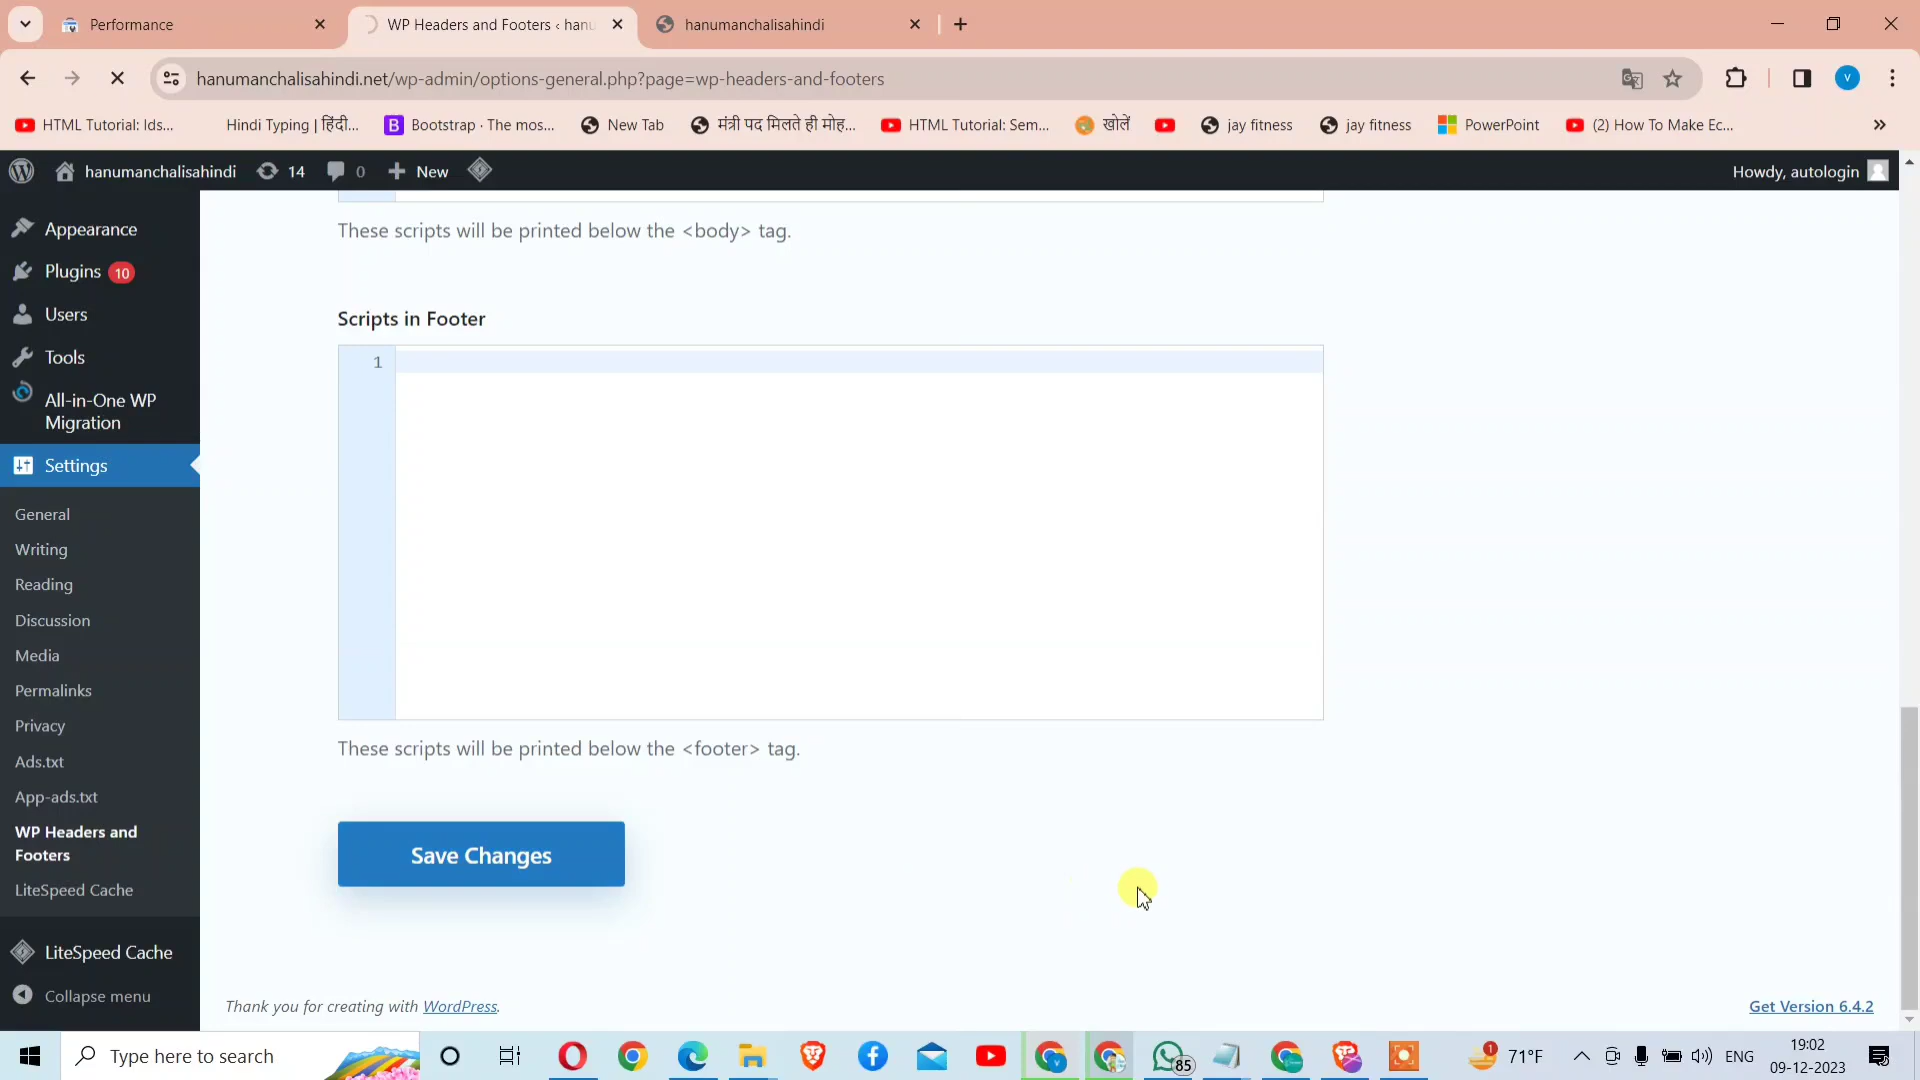 Performance
WP Headers and Footers ‹ hanu
hanumanchalisahindi
hanumanchalisahindi.net/wp-admin/options-general.php?page=wp-headers-and-footers
V
HTML Tutorial: Ids...
Hindi Typing | हिंदी...
B Bootstrap · The mos...
New Tab
मंत्री पद मिलते ही मोह...
HTML Tutorial: Sem...
खोलें
jay fitness
jay fitness
PowerPoint
(2) How To Make Ec...
»
hanumanchalisahindi
14
0
New
Howdy, autologin
Appearance
Plugins 10
Users
Tools
All-in-One WP
Migration
Settings
General
Writing
Reading
Discussion
Media
Permalinks
Privacy
Ads.txt
App-ads.txt
WP Headers and
Footers
LiteSpeed Cache
LiteSpeed Cache
Collapse menu
These scripts will be printed below the <body> tag.
Scripts in Footer
1
These scripts will be printed below the <footer> tag.
Save Changes
Thank you for creating with WordPress.
Get Version 6.4.2
Type here to search
85
1
71°F
ENG
19:02
09-12-2023